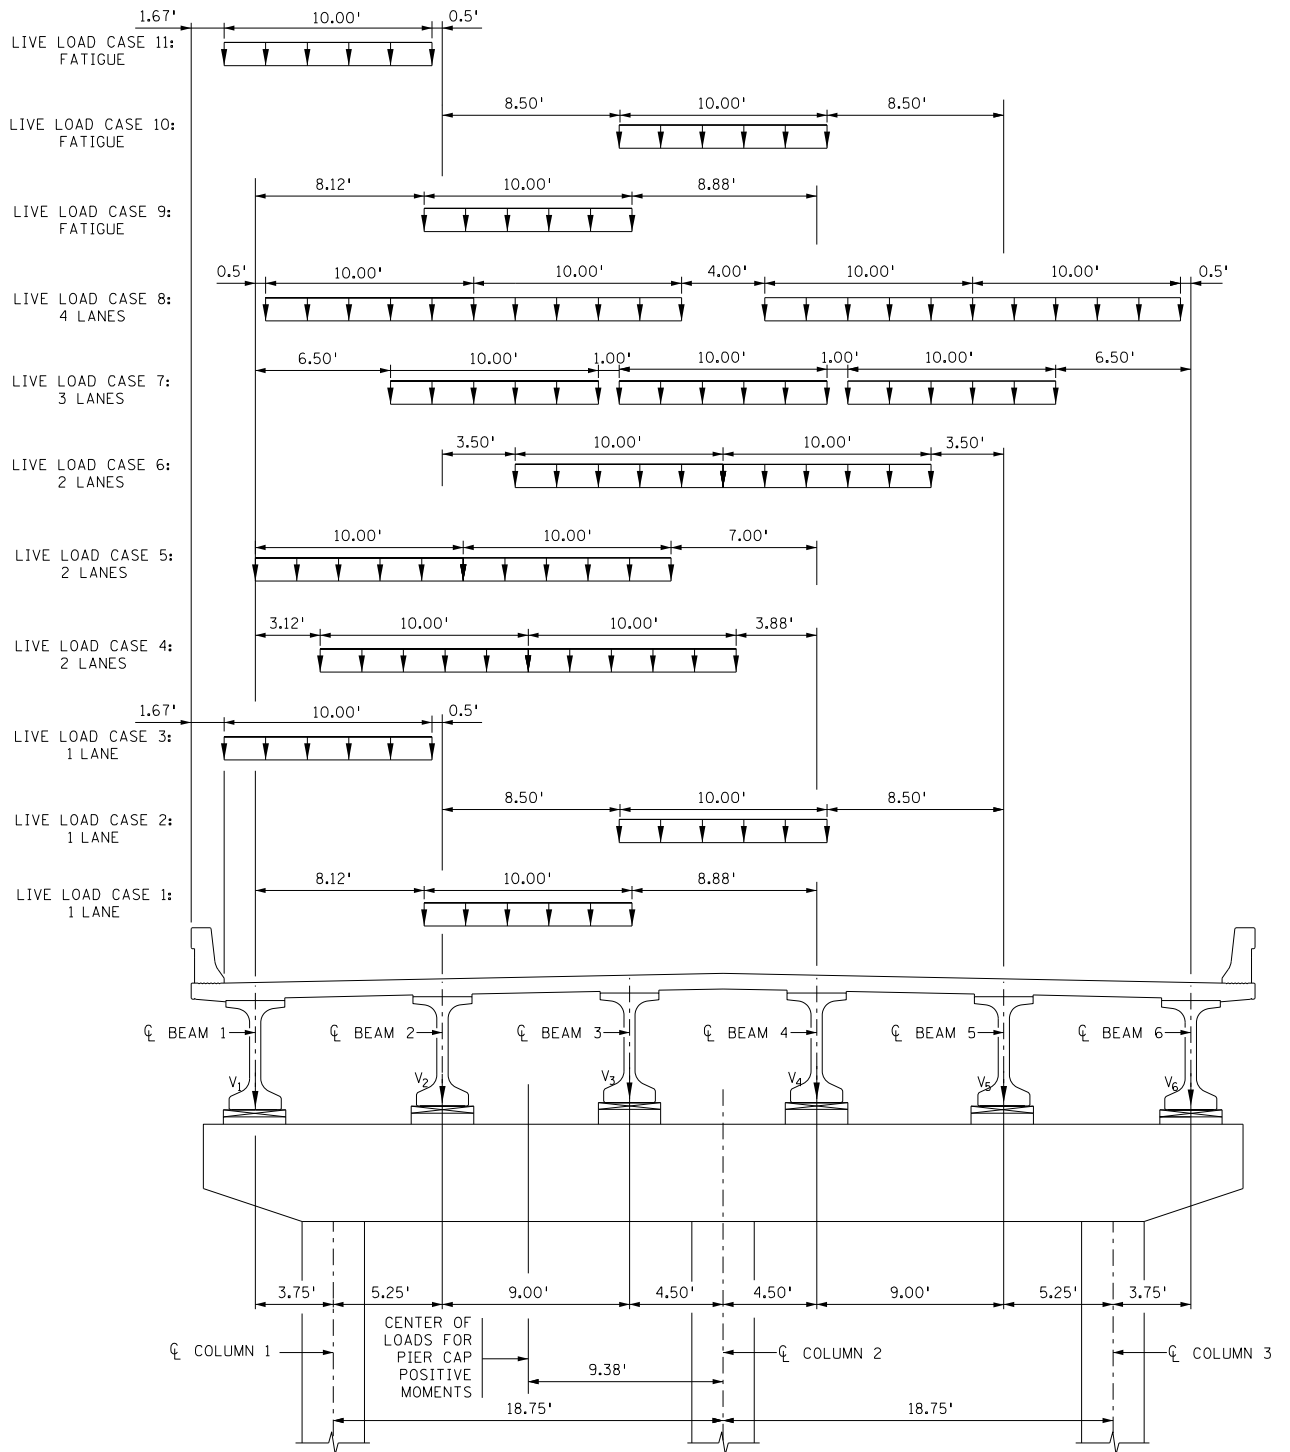 1.67' 10.00' 0.5'
LIVE LOAD CASE 11:
FATIGUE
8.50' 10.00' 8.50'
LIVE LOAD CASE 10:
FATIGUE
8.12' 10.00' 8.88'
LIVE LOAD CASE 9:
FATIGUE
0.5' 10.00' 10.00' 4.00' 10.00' 10.00' 0.5'
LIVE LOAD CASE 8:
4 LANES
6.50' 10.00' 1.00' 10.00' 1.00' 10.00' 6.50'
LIVE LOAD CASE 7:
3 LANES
3.50' 10.00' 10.00' 3.50'
LIVE LOAD CASE 6:
2 LANES
10.00' 10.00' 7.00'
LIVE LOAD CASE 5:
2 LANES
3.12' 10.00' 10.00' 3.88'
LIVE LOAD CASE 4:
2 LANES
1.67' 10.00' 0.5'
LIVE LOAD CASE 3:
1 LANE
8.50' 10.00' 8.50'
LIVE LOAD CASE 2:
1 LANE
8.12' 10.00' 8.88'
LIVE LOAD CASE 1:
1 LANE
℄ BEAM 1 ℄ BEAM 2 ℄ BEAM 3 ℄ BEAM 4 ℄ BEAM 5 ℄ BEAM 6
V1 V2 V3 V4 V5 V6
3.75' 5.25' 9.00' 4.50' 4.50' 9.00' 5.25' 3.75'
CENTER OF
LOADS FOR
PIER CAP
POSITIVE
MOMENTS
℄ COLUMN 1 ℄ COLUMN 2 ℄ COLUMN 3
9.38'
18.75' 18.75'